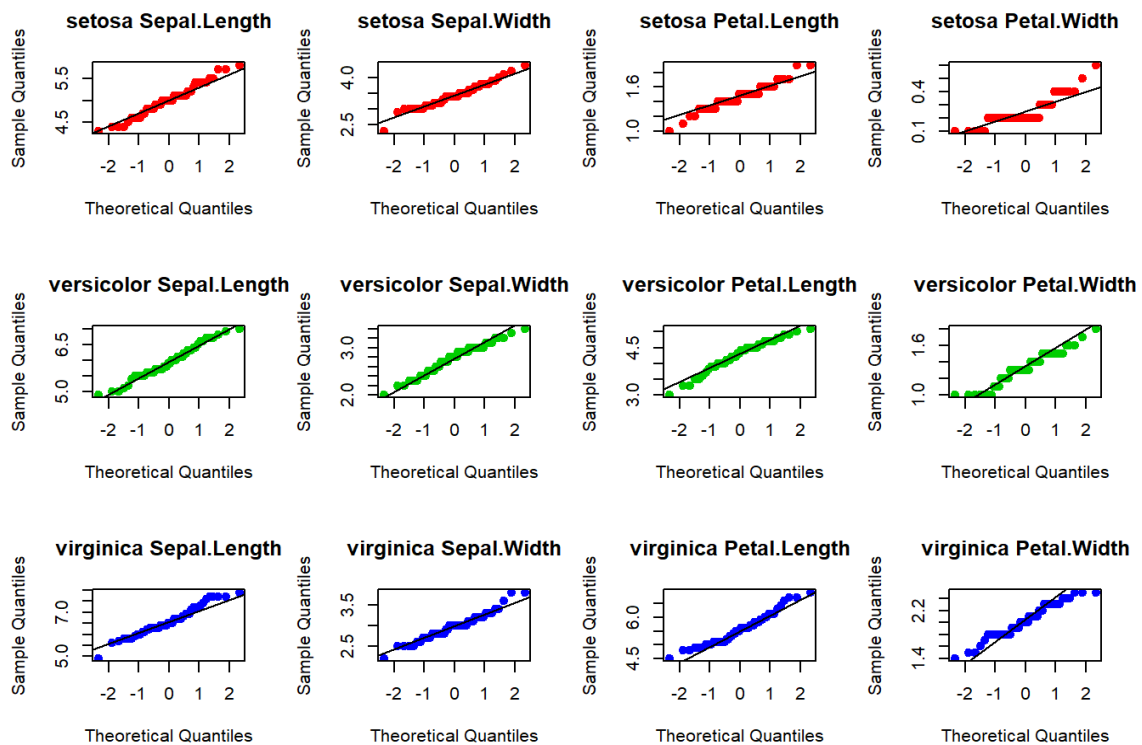 setosa Sepal.Length
setosa Sepal.Width
setosa Petal.Length
setosa Petal.Width
Sample Quantiles
4.5 5.5
-2 -1 0 1 2
Theoretical Quantiles
Sample Quantiles
2.5 4.0
-2 -1 0 1 2
Theoretical Quantiles
Sample Quantiles
1.0 1.6
-2 -1 0 1 2
Theoretical Quantiles
Sample Quantiles
0.1 0.4
-2 -1 0 1 2
Theoretical Quantiles
versicolor Sepal.Length
versicolor Sepal.Width
versicolor Petal.Length
versicolor Petal.Width
Sample Quantiles
5.0 6.5
-2 -1 0 1 2
Theoretical Quantiles
Sample Quantiles
2.0 3.0
-2 -1 0 1 2
Theoretical Quantiles
Sample Quantiles
3.0 4.5
-2 -1 0 1 2
Theoretical Quantiles
Sample Quantiles
1.0 1.6
-2 -1 0 1 2
Theoretical Quantiles
virginica Sepal.Length
virginica Sepal.Width
virginica Petal.Length
virginica Petal.Width
Sample Quantiles
5.0 7.0
-2 -1 0 1 2
Theoretical Quantiles
Sample Quantiles
2.5 3.5
-2 -1 0 1 2
Theoretical Quantiles
Sample Quantiles
4.5 6.0
-2 -1 0 1 2
Theoretical Quantiles
Sample Quantiles
1.4 2.2
-2 -1 0 1 2
Theoretical Quantiles